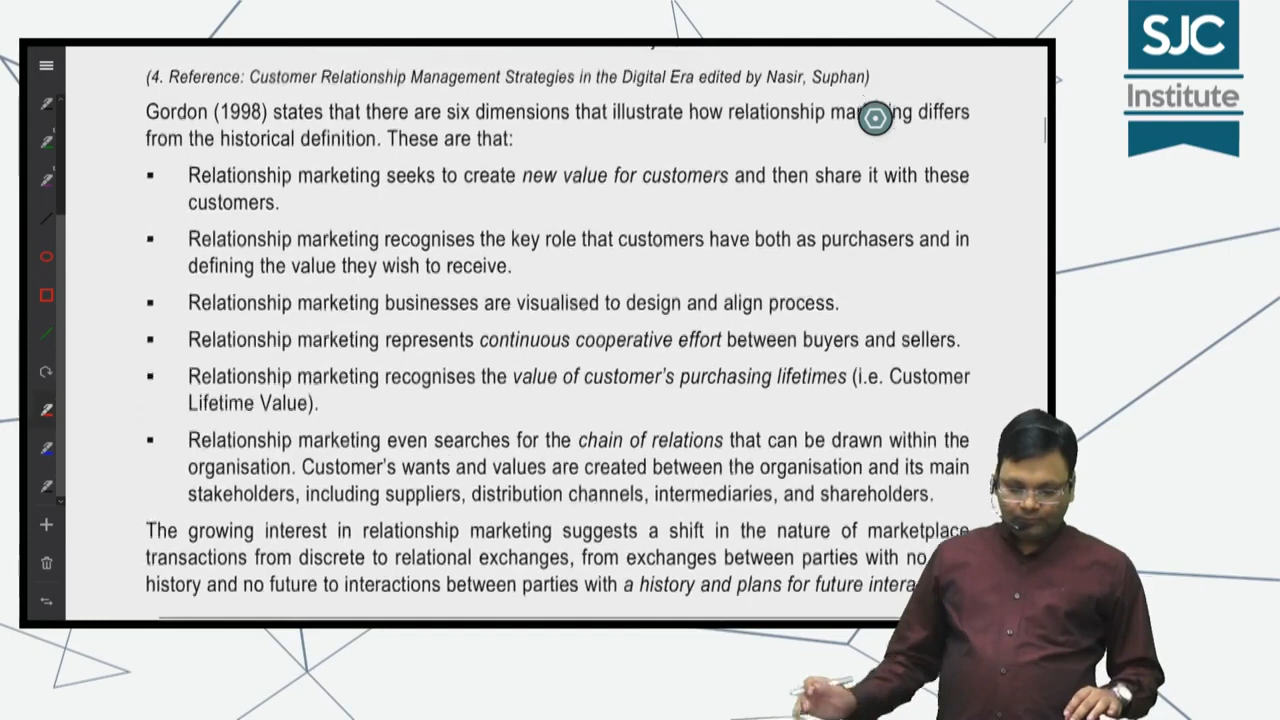 SJC
Institute
(4. Reference: Customer Relationship Management Strategies in the Digital Era edited by Nasir, Suphan)
Gordon (1998) states that there are six dimensions that illustrate how relationship ma ng differs
from the historical definition. These are that:
▪ Relationship marketing seeks to create new value for customers and then share it with these
customers.
▪ Relationship marketing recognises the key role that customers have both as purchasers and in
defining the value they wish to receive.
▪ Relationship marketing businesses are visualised to design and align process.
▪ Relationship marketing represents continuous cooperative effort between buyers and sellers.
▪ Relationship marketing recognises the value of customer's purchasing lifetimes (i.e. Customer
Lifetime Value).
▪ Relationship marketing even searches for the chain of relations that can be drawn within the
organisation. Customer's wants and values are created between the organisation and its main
stakeholders, including suppliers, distribution channels, intermediaries, and shareholders.
The growing interest in relationship marketing suggests a shift in the nature of marketplace
transactions from discrete to relational exchanges, from exchanges between parties with no
history and no future to interactions between parties with a history and plans for future intera